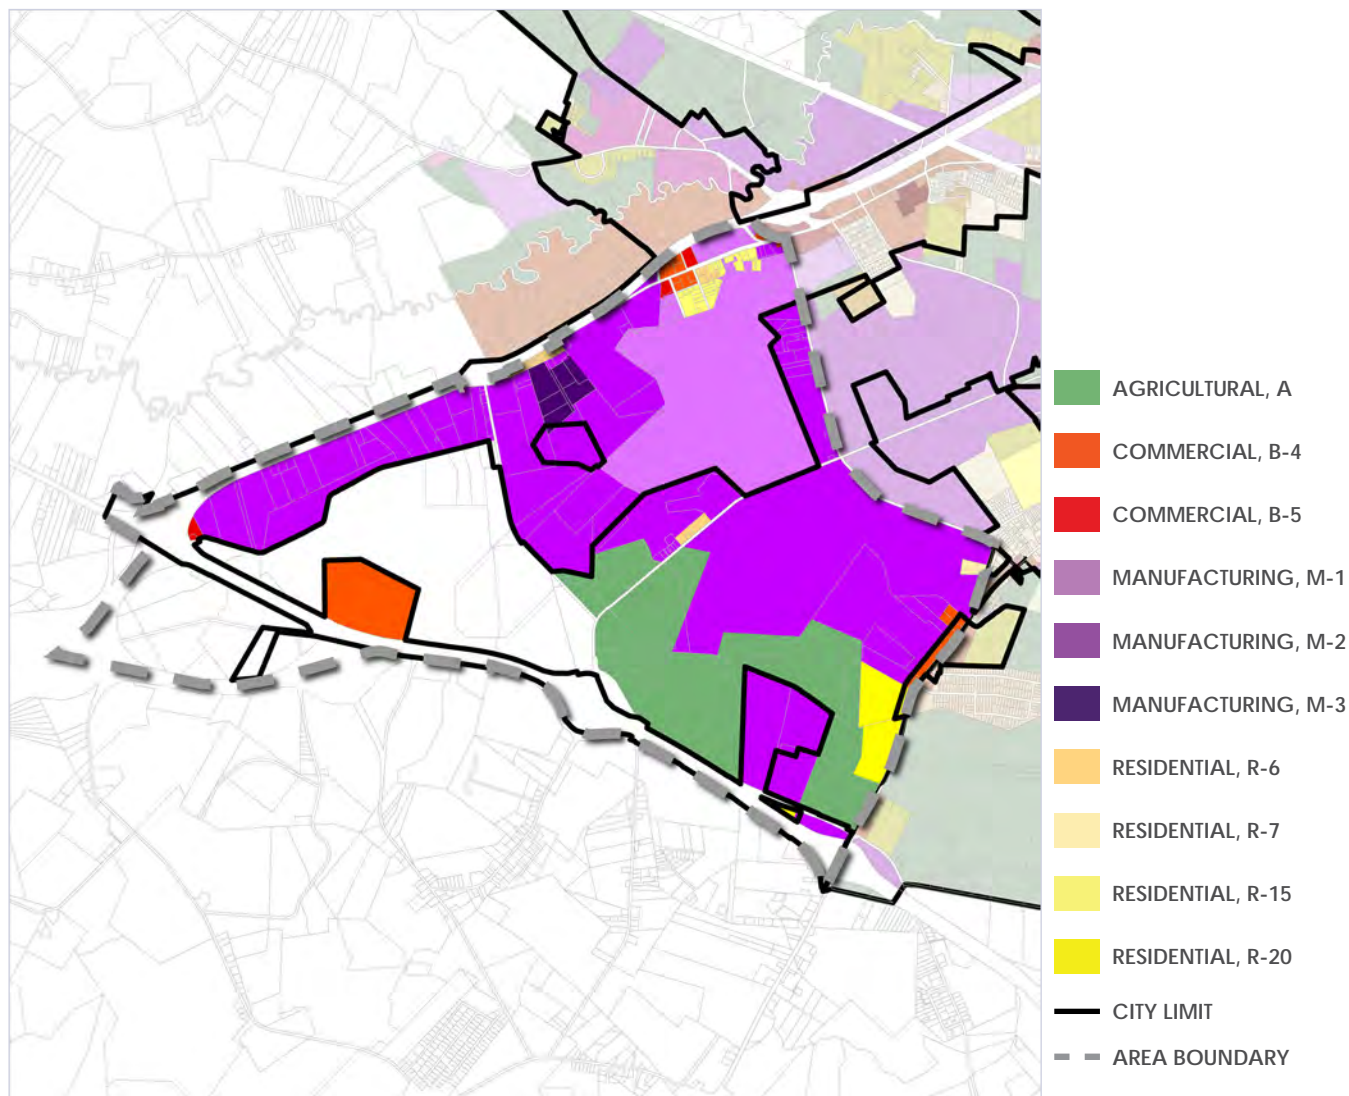 AGRICULTURAL, A
COMMERCIAL, B-4
COMMERCIAL, B-5
MANUFACTURING, M-1
MANUFACTURING, M-2
MANUFACTURING, M-3
RESIDENTIAL, R-6
RESIDENTIAL, R-7
RESIDENTIAL, R-15
RESIDENTIAL, R-20
CITY LIMIT
AREA BOUNDARY